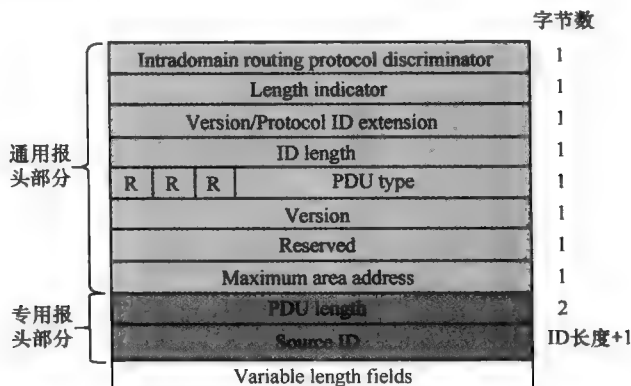 字节数
Intradomain routing protocol discriminator 1
Length indicator 1
Version/Protocol ID extension 1
ID length 1
R R R PDU type 1
Version 1
Reserved 1
Maximum area address 1
通用报
头部分
PDU length 2
Source ID ID长度+1
专用报
头部分
Variable length fields